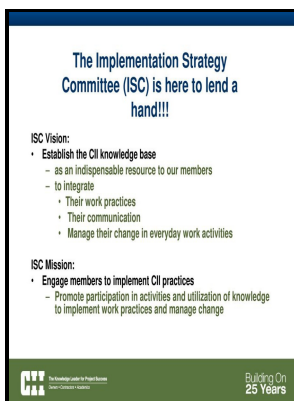 The Implementation Strategy
Committee (ISC) is here to lend a
hand!!!
ISC Vision:
• Establish the CII knowledge base
– as an indispensable resource to our members
– to integrate
• Their work practices
• Their communication
• Manage their change in everyday work activities
ISC Mission:
• Engage members to implement CII practices
– Promote participation in activities and utilization of knowledge
to implement work practices and manage change
CII
The Knowledge Leader for Project Success
Owners • Contractors • Academics
Building On
25 Years